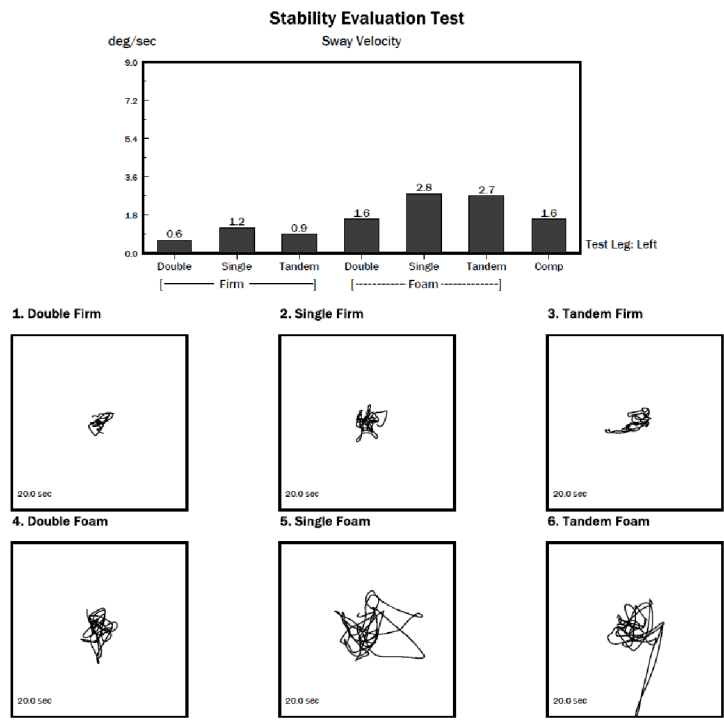 Stability Evaluation Test
deg/sec
Sway Velocity
9.0
7.2
5.4
3.6
1.8
0.0
0.6
1.2
0.9
1.6
2.8
2.7
1.6
Test Leg: Left
Double Single Tandem Double Single Tandem Comp
[ Firm ] [ Foam ]
1. Double Firm 2. Single Firm 3. Tandem Firm
20.0 sec 20.0 sec 20.0 sec
4. Double Foam 5. Single Foam 6. Tandem Foam
20.0 sec 20.0 sec 20.0 sec